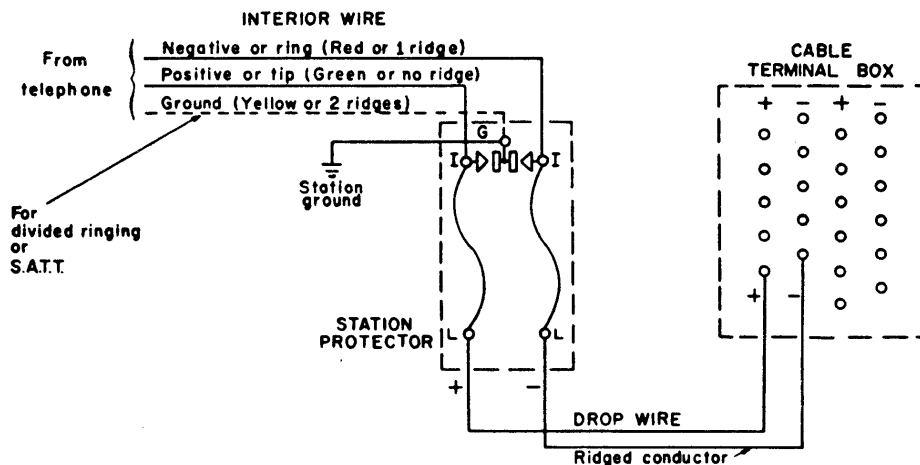 INTERIOR WIRE
From
telephone
Negative or ring (Red or 1 ridge)
Positive or tip (Green or no ridge)
Ground (Yellow or 2 ridges)
CABLE
TERMINAL BOX
+ − + −
G
I I
Station
ground
For
divided ringing
or
S.A.T.T.
+ −
STATION
PROTECTOR
L L
+ −
DROP WIRE
Ridged conductor